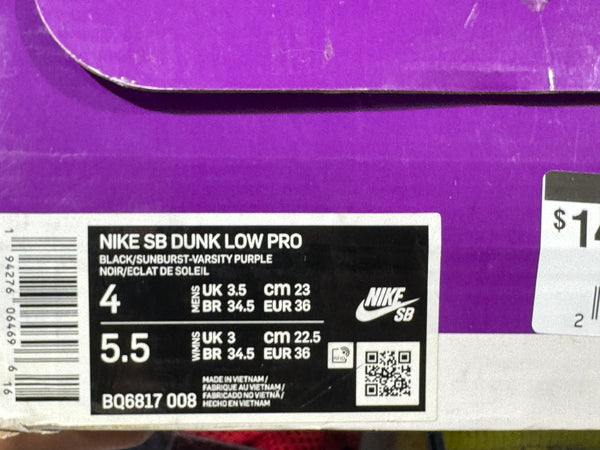 NIKE SB DUNK LOW PRO
BLACK/SUNBURST-VARSITY PURPLE
NOIR/ECLAT DE SOLEIL
4 MENS UK 3.5 cm 23
BR 34.5 EUR 36
5.5 WMNS UK 3 cm 22.5
BR 34.5 EUR 36
BQ6817 008
MADE IN VIETNAM /
FABRIQUE AU VIETNAM /
FABRICADO NO VIETNÃ /
HECHO EN VIETNAM
NIKE
SB
RFID
1 94276 06469 6 16
$14
2